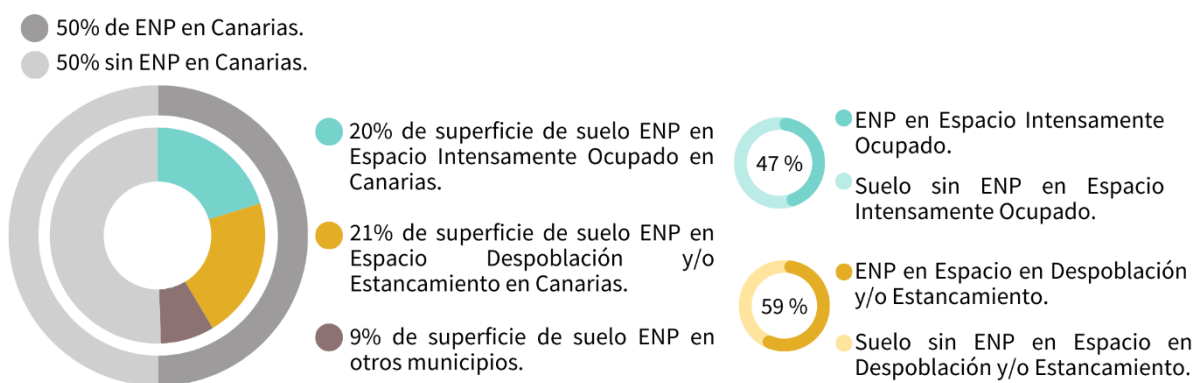 50% de ENP en Canarias.
50% sin ENP en Canarias.
20% de superficie de suelo ENP en
Espacio Intensamente Ocupado en
Canarias.
21% de superficie de suelo ENP en
Espacio Despoblación y/o
Estancamiento en Canarias.
9% de superficie de suelo ENP en
otros municipios.
47 %
ENP en Espacio Intensamente
Ocupado.
Suelo sin ENP en Espacio
Intensamente Ocupado.
59 %
ENP en Espacio en Despoblación
y/o Estancamiento.
Suelo sin ENP en Espacio en
Despoblación y/o Estancamiento.